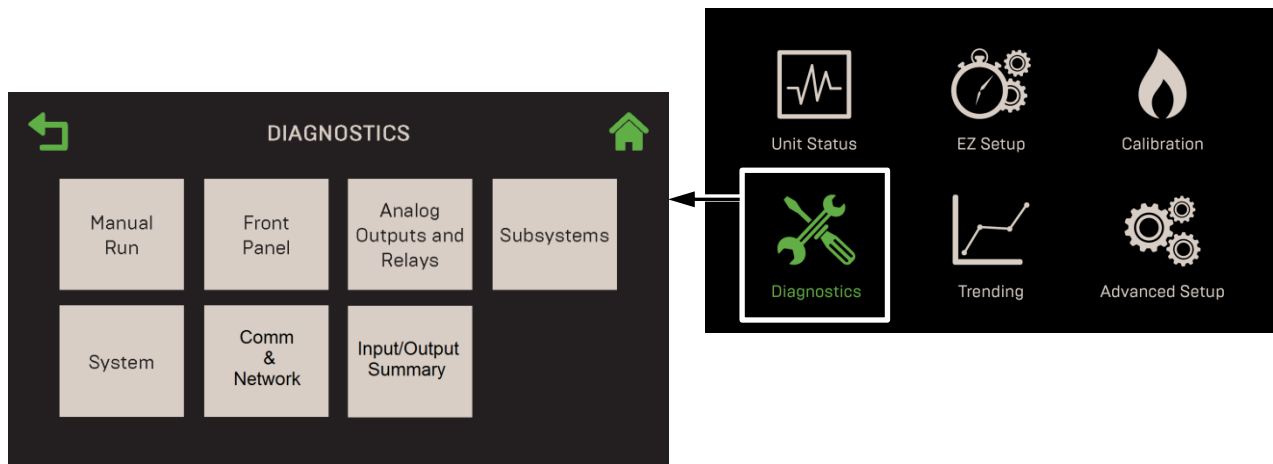 DIAGNOSTICS
Manual
Run
Front
Panel
Analog
Outputs and
Relays
Subsystems
System
Comm
&
Network
Input/Output
Summary
Unit Status
EZ Setup
Calibration
Diagnostics
Trending
Advanced Setup